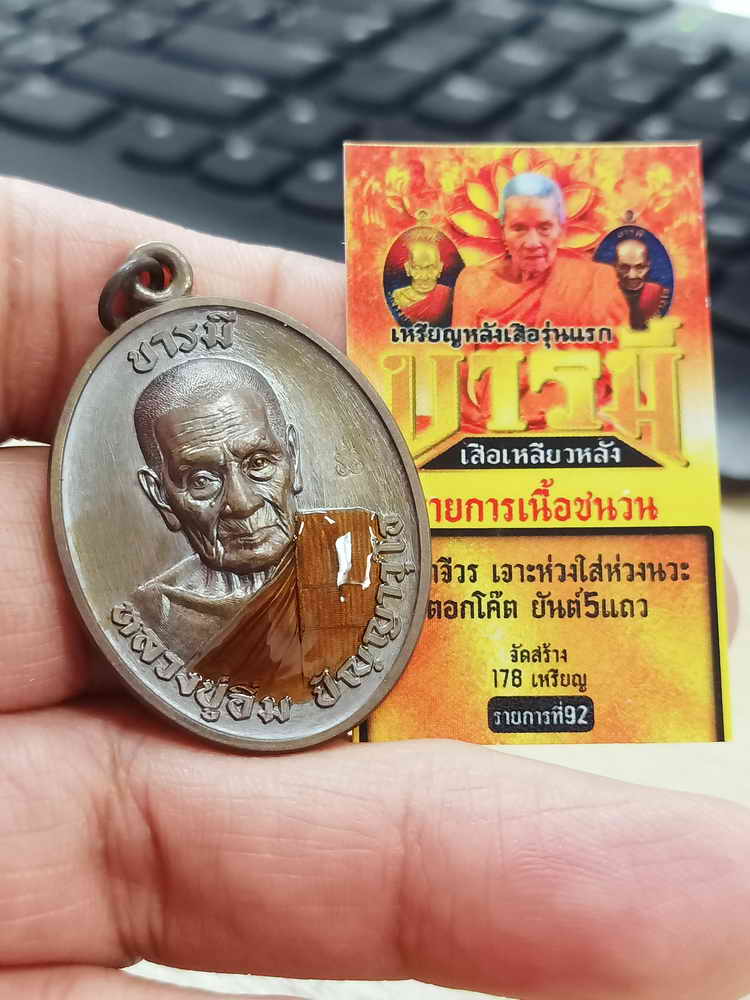 บารมี
หลวงปู่อิ่ม ปัญญาวุโธ
เหรียญหลังเสือรุ่นแรก
บารมี
เสือเหลียวหลัง
ายการเนื้อชนวน
จีวร เจาะห่วงใส่ห่วงนวะ
ตอกโค๊ต ยันต์5แถว
จัดสร้าง
178 เหรียญ
รายการที่92